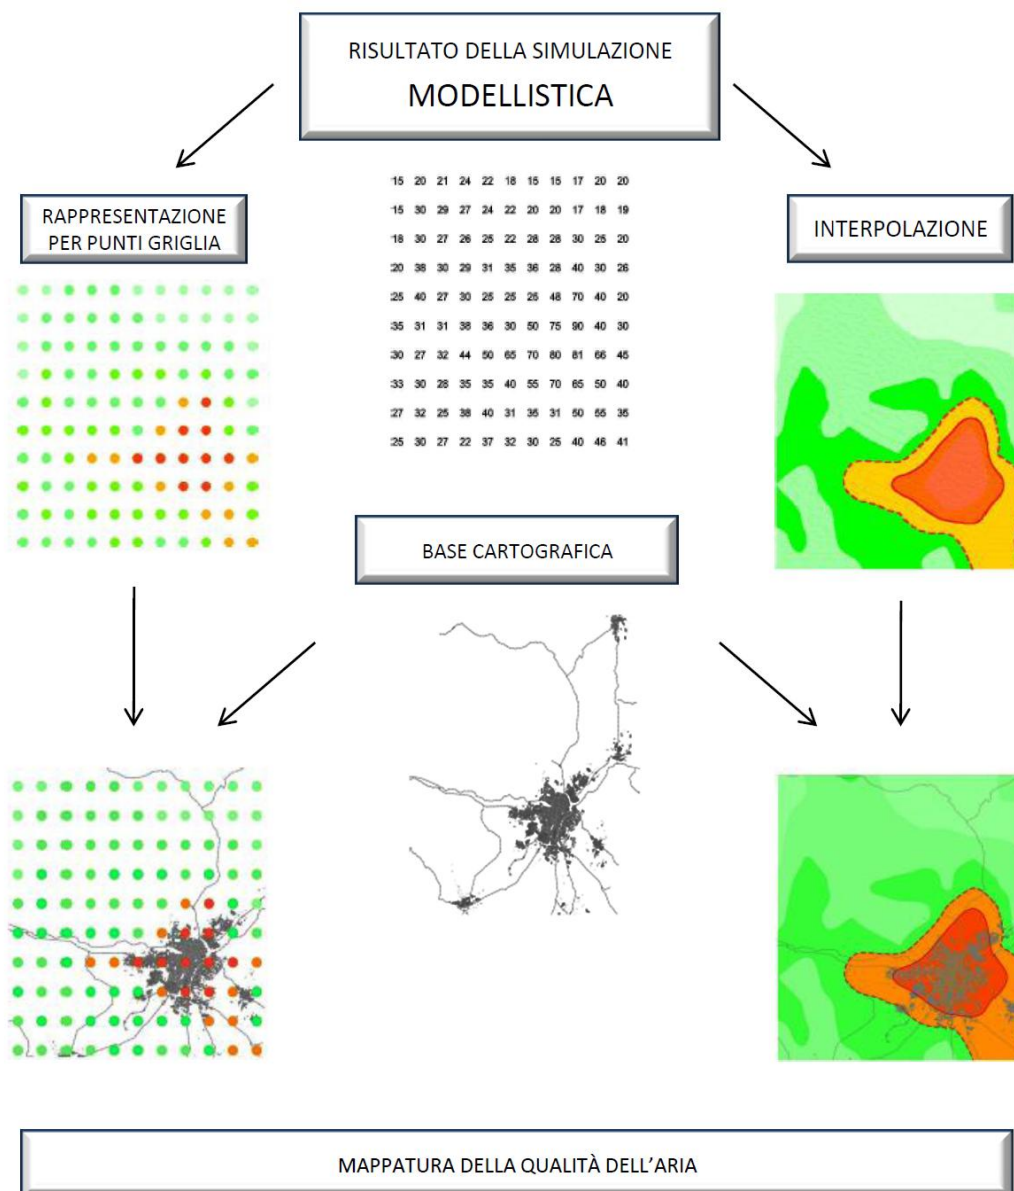 RISULTATO DELLA SIMULAZIONE
MODELLISTICA
RAPPRESENTAZIONE
PER PUNTI GRIGLIA
INTERPOLAZIONE
15 20 21 24 22 18 15 15 17 20 20
15 30 29 27 24 22 20 20 17 18 19
18 30 27 26 25 22 28 28 30 25 20
20 38 30 29 31 35 36 28 40 30 26
25 40 27 30 25 25 25 48 70 40 20
35 31 31 38 36 30 50 75 90 40 30
30 27 32 44 50 65 70 80 81 66 45
33 30 28 35 35 40 55 70 65 50 40
27 32 25 38 40 31 35 31 50 55 35
25 30 27 22 37 32 30 25 40 46 41
BASE CARTOGRAFICA
MAPPATURA DELLA QUALITÀ DELL'ARIA